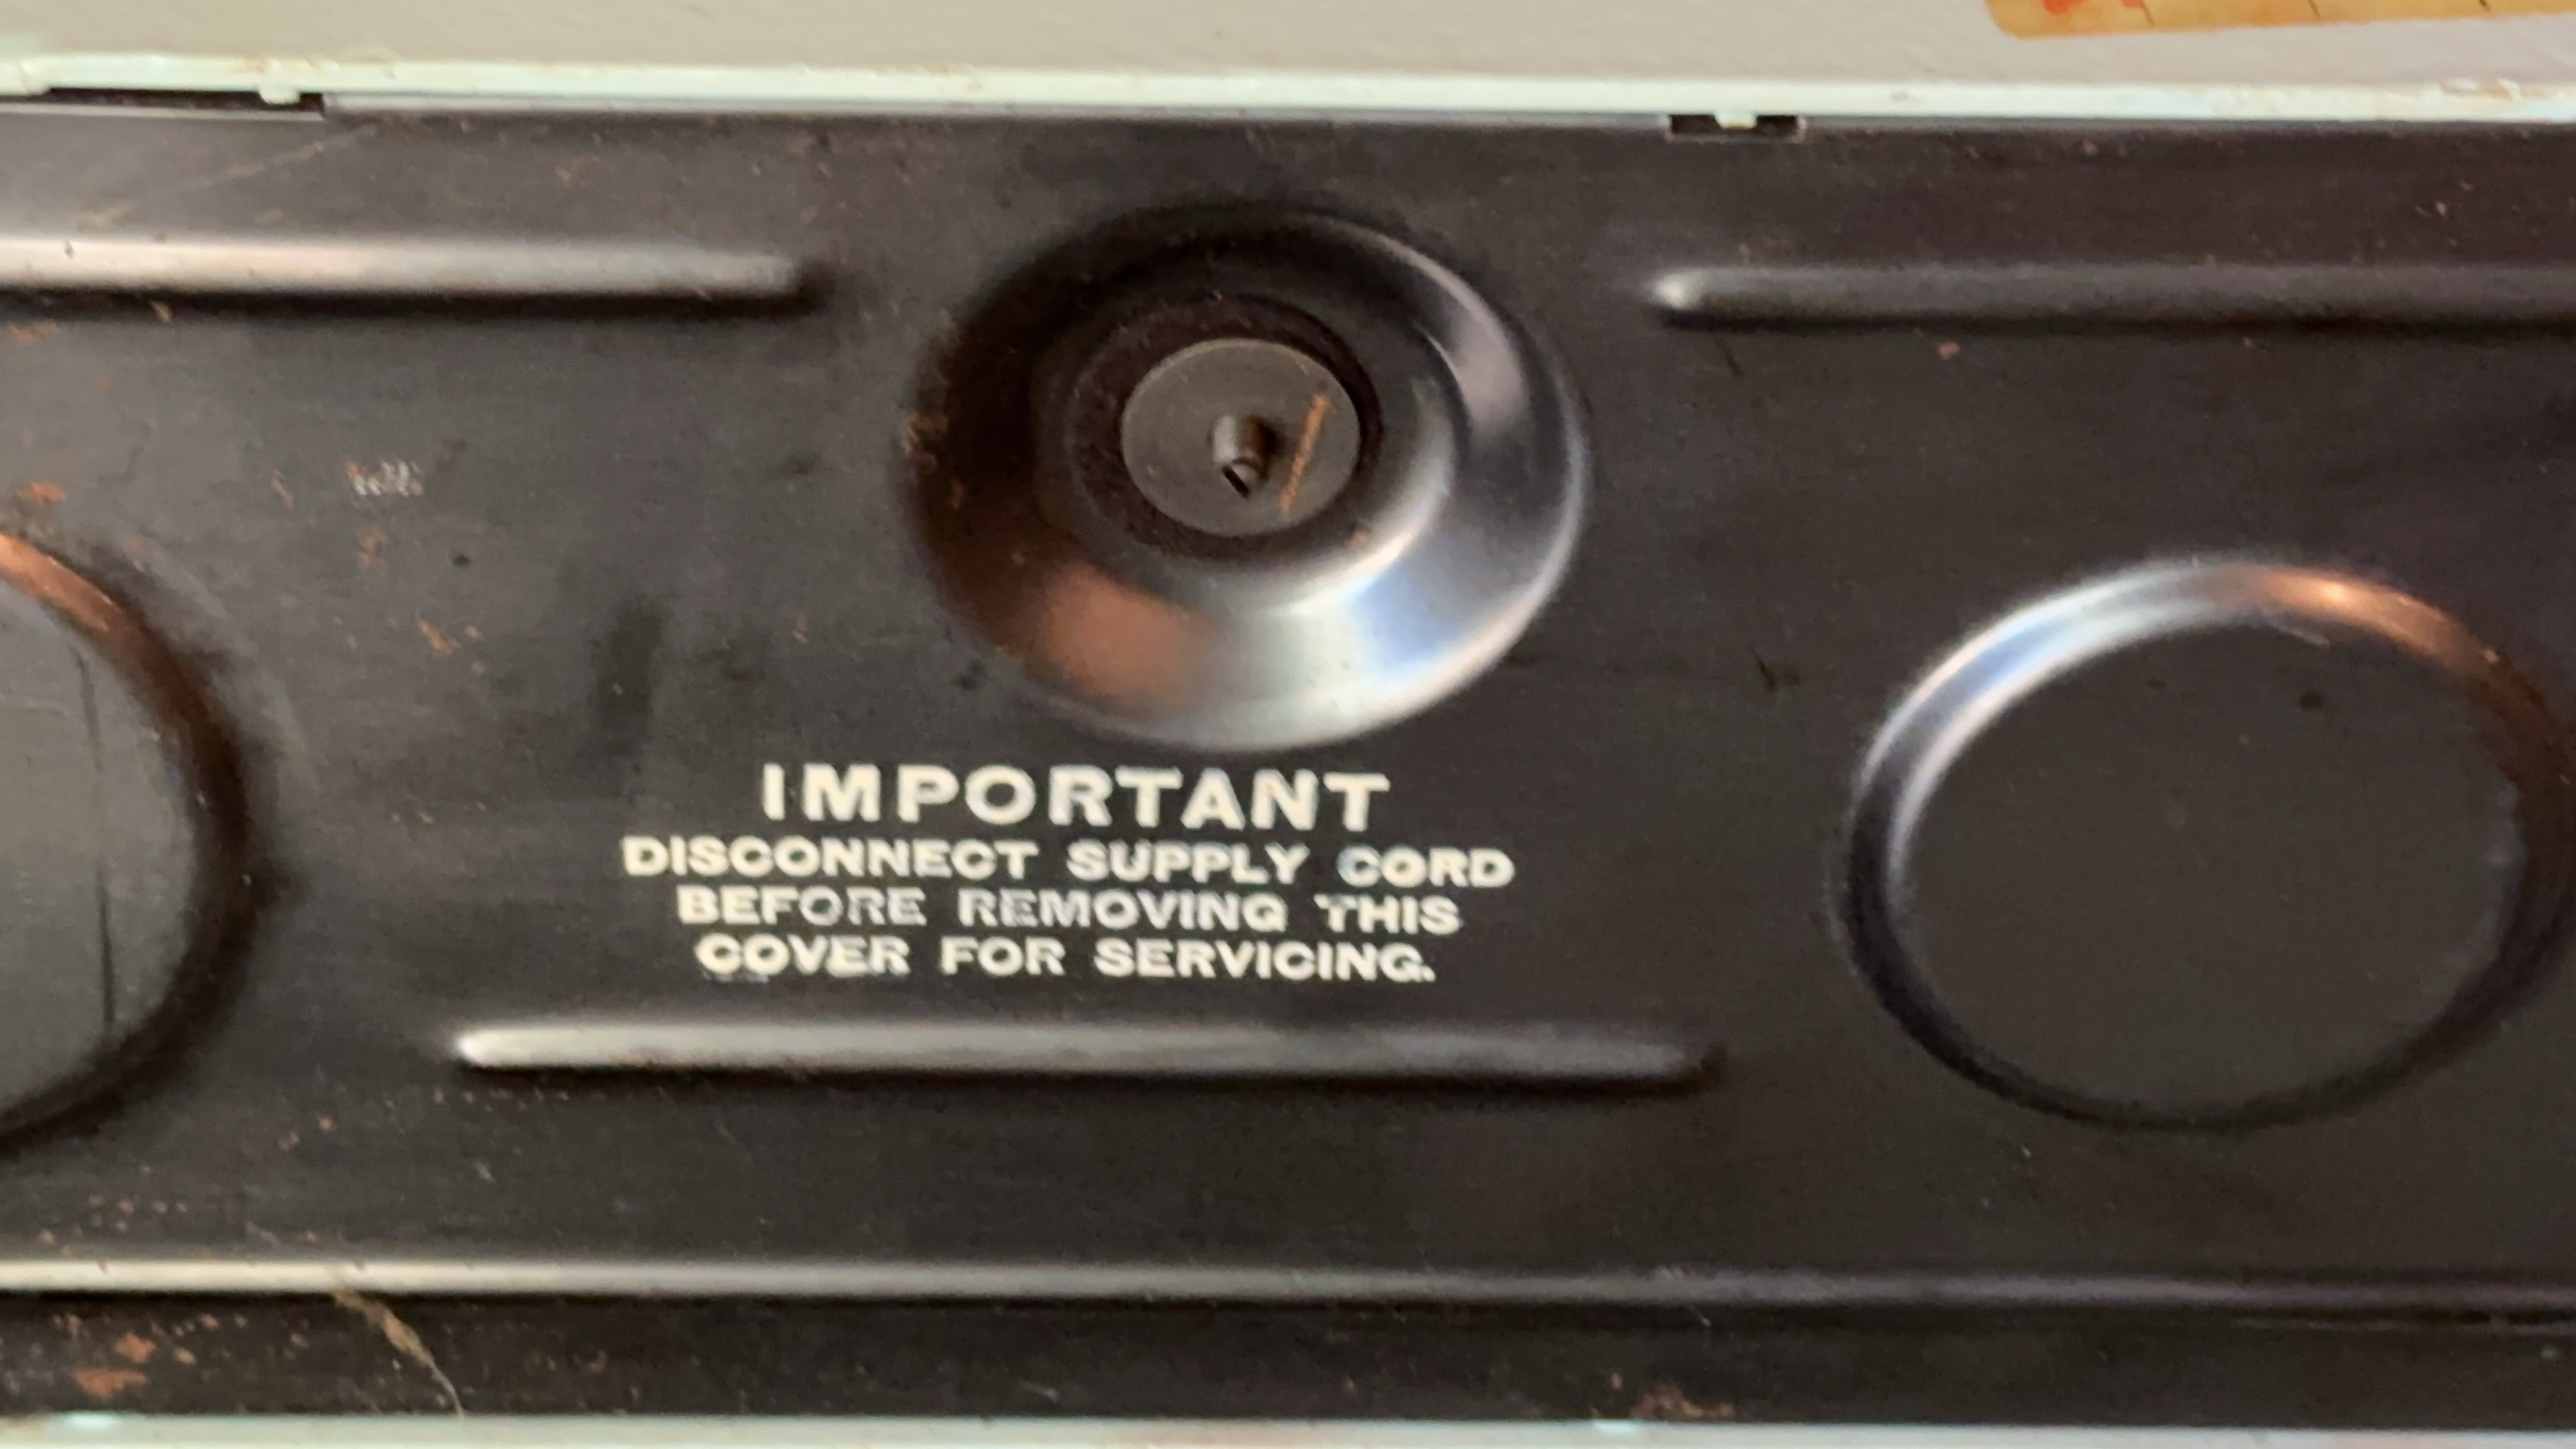 IMPORTANT
DISCONNECT SUPPLY CORD
BEFORE REMOVING THIS
COVER FOR SERVICING.